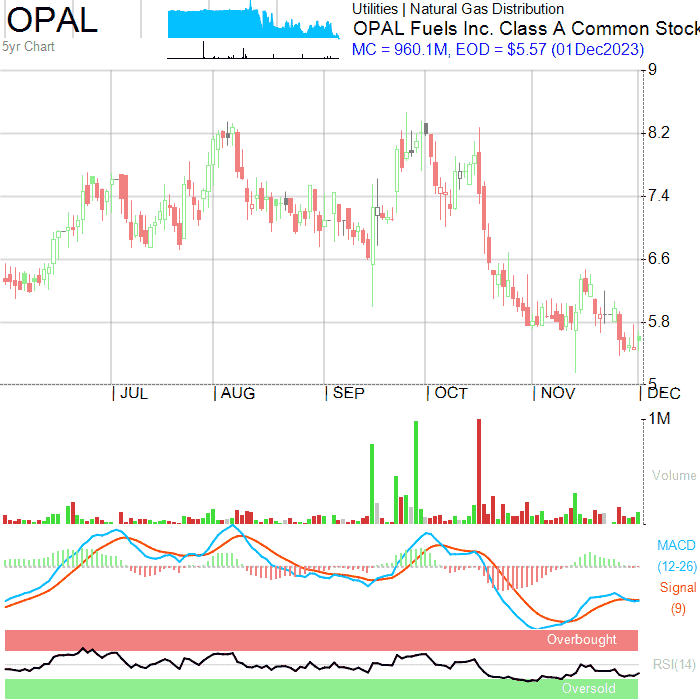 OPAL
5yr Chart
Utilities | Natural Gas Distribution
OPAL Fuels Inc. Class A Common Stock
MC = 960.1M, EOD = $5.57 (01Dec2023)
9
8.2
7.4
6.6
5.8
5
JUL AUG SEP OCT NOV DEC
1M
Volume
MACD
(12-26)
Signal
(9)
Overbought
RSI(14)
Oversold